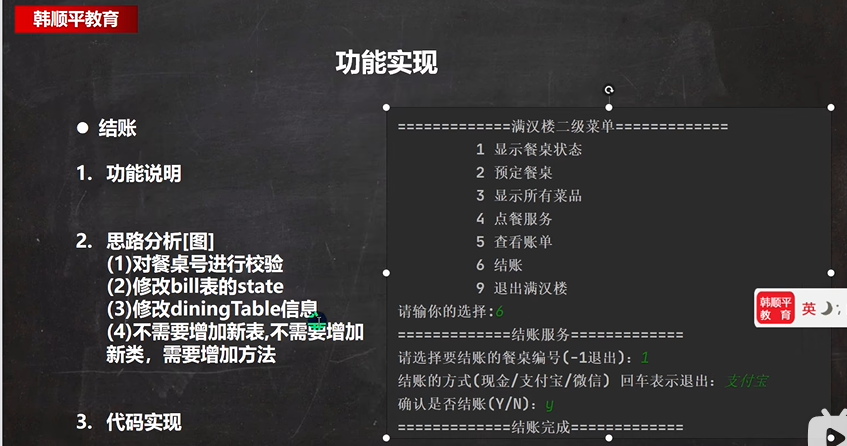 韩顺平教育
功能实现
● 结账
1. 功能说明
2. 思路分析[图]
(1)对餐桌号进行校验
(2)修改bill表的state
(3)修改diningTable信息
(4)不需要增加新表,不需要增加
新类，需要增加方法
3. 代码实现
=============满汉楼二级菜单=============
1 显示餐桌状态
2 预定餐桌
3 显示所有菜品
4 点餐服务
5 查看账单
6 结账
9 退出满汉楼
请输你的选择:6
=============结账服务=============
请选择要结账的餐桌编号(-1退出): 1
结账的方式(现金/支付宝/微信) 回车表示退出: 支付宝
确认是否结账(Y/N): y
=============结账完成=============
韩顺平
教 育
英